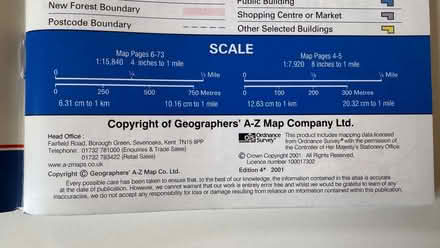 New Forest Boundary
Postcode Boundary
Public Building
Shopping Centre or Market
Other Selected Buildings
SCALE
Map Pages 6-73
1:15,840 4 inches to 1 mile
0 ¼ ½ Mile
0 250 500 750 Metres
6.31 cm to 1 km 10.16 cm to 1 mile
Map Pages 4-5
1:7,920 8 inches to 1 mile
0 ¼ Mile
0 100 200 300 Metres
12.63 cm to 1 km 20.32 cm to 1 mile
Copyright of Geographers' A-Z Map Company Ltd.
Head Office :
Fairfield Road, Borough Green, Sevenoaks, Kent TN15 8PP
Telephone: 01732 781000 (Enquiries & Trade Sales)
01732 783422 (Retail Sales)
www.a-zmaps.co.uk
Copyright © Geographers' A-Z Map Co. Ltd.
Ordnance Survey®
This product includes mapping data licensed
from Ordnance Survey® with the permission of
the Controller of Her Majesty's Stationery Office.
© Crown Copyright 2001. All Rights Reserved.
Licence number 100017302
Edition 4* 2001
Every possible care has been taken to ensure that, to the best of our knowledge, the information contained in this atlas is accurate
at the date of publication. However, we cannot warrant that our work is entirely error free and whilst we would be grateful to learn of any
inaccuracies, we do not accept any responsibility for loss or damage resulting from reliance on information contained within this publication.